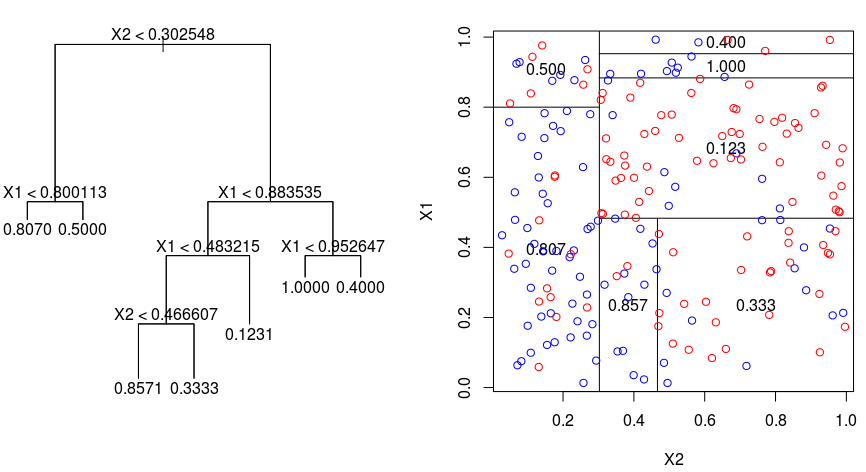 X2 < 0.302548
X1 < 0.800113
X1 < 0.883535
0.8070 0.5000
X1 < 0.483215
X1 < 0.952647
1.0000 0.4000
X2 < 0.466607
0.1231
0.8571 0.3333
X1
1.0
0.8
0.6
0.4
0.2
0.0
0.400
1.000
0.500
0.123
0.807
0.857
0.333
0.2 0.4 0.6 0.8 1.0
X2